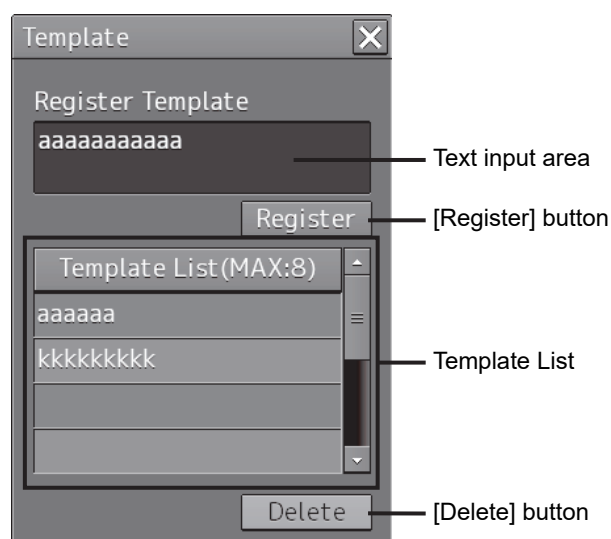 Template
Register Template
aaaaaaaaaaa
Text input area
Register
[Register] button
Template List(MAX:8)
aaaaaa
kkkkkkkkk
Template List
Delete
[Delete] button